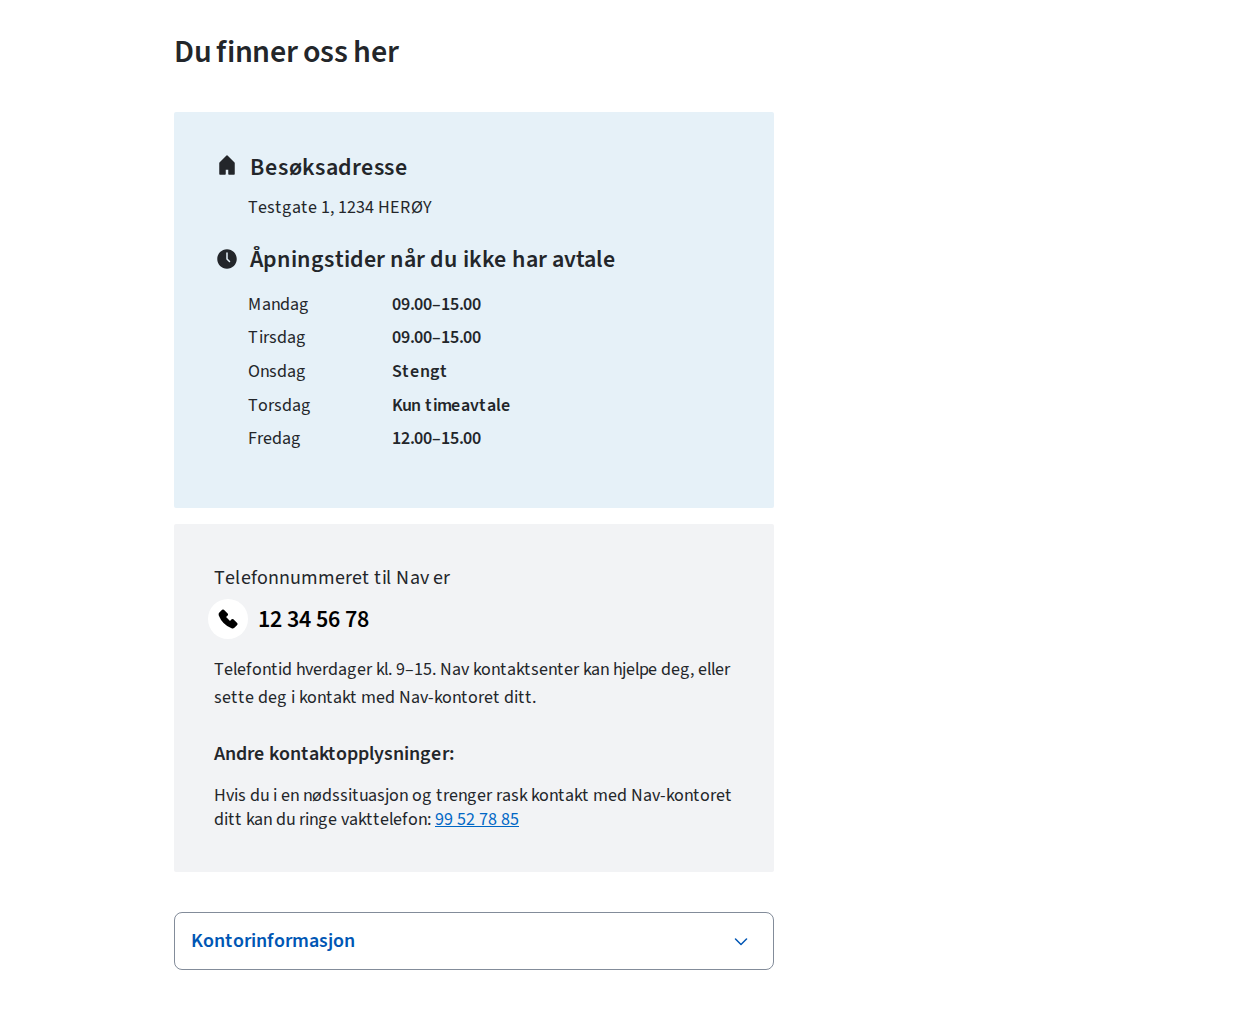 Du finner oss her
Besøksadresse
Testgate 1, 1234 HERØY
Åpningstider når du ikke har avtale
Mandag 09.00–15.00
Tirsdag 09.00–15.00
Onsdag Stengt
Torsdag Kun timeavtale
Fredag 12.00–15.00
Telefonnummeret til Nav er
12 34 56 78
Telefontid hverdager kl. 9–15. Nav kontaktsenter kan hjelpe deg, eller
sette deg i kontakt med Nav-kontoret ditt.
Andre kontaktopplysninger:
Hvis du i en nødssituasjon og trenger rask kontakt med Nav-kontoret
ditt kan du ringe vakttelefon: 99 52 78 85
Kontorinformasjon